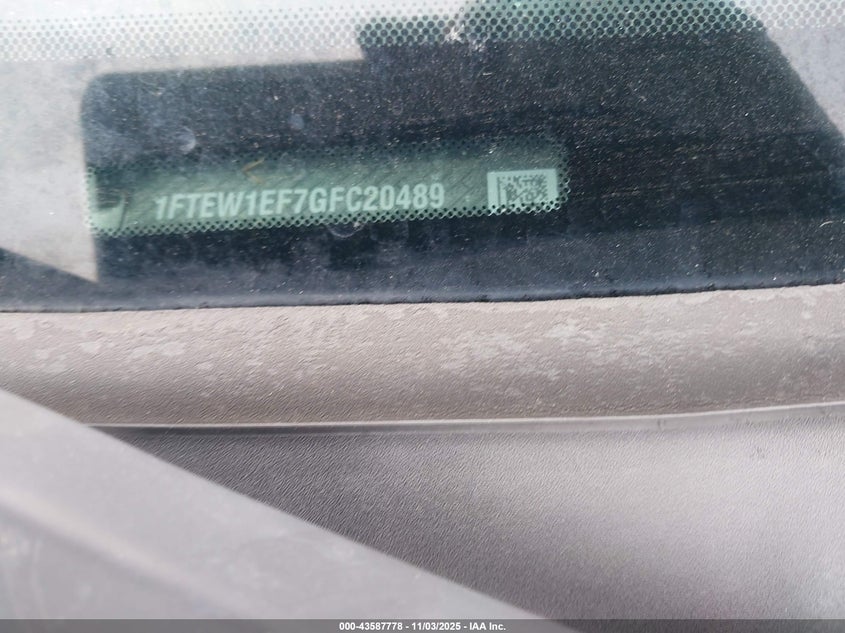 1FTEW1EF7GFC20489
000-43587778 - 11/03/2025 - IAA Inc.